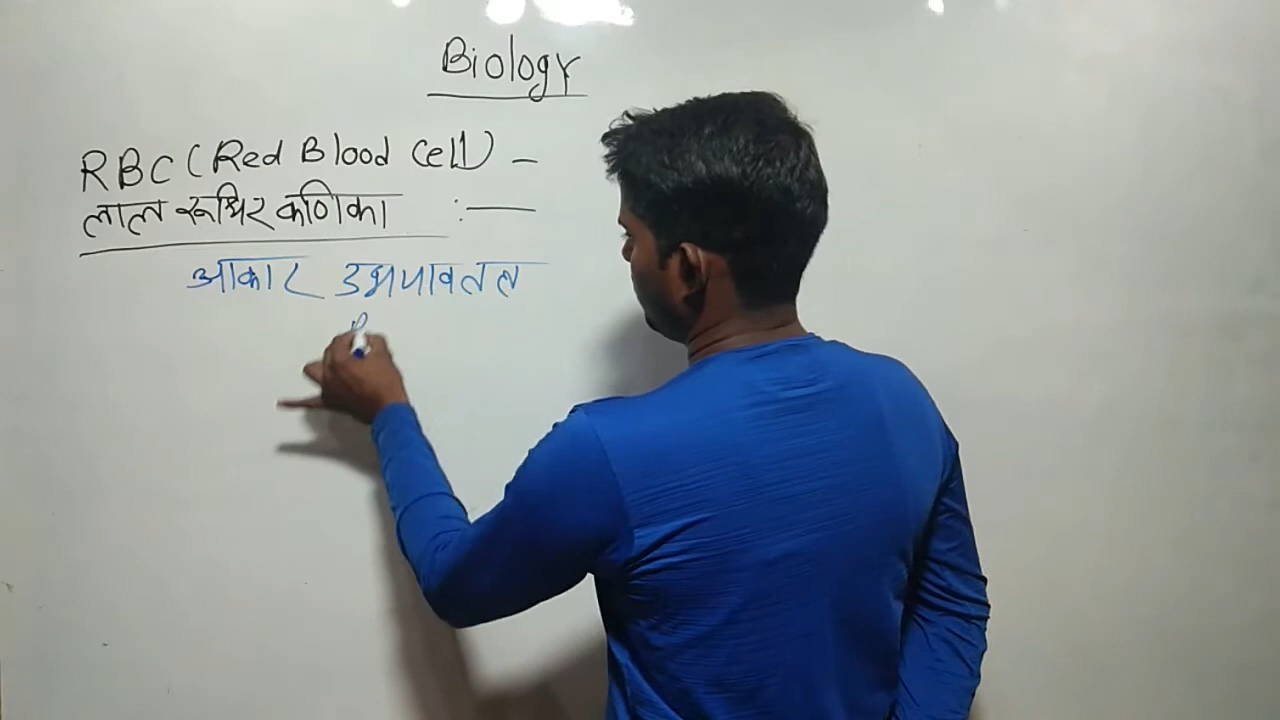 Biology
RBC (Red Blood Cell) -
लाल रूधिर कणिका :-
आकार उभयावतल